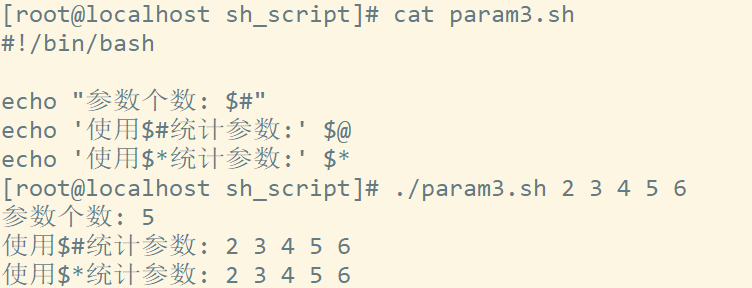 [root@localhost sh_script]# cat param3.sh
#!/bin/bash
echo "参数个数: $#"
echo '使用$#统计参数:' $@
echo '使用$*统计参数:' $*
[root@localhost sh_script]# ./param3.sh 2 3 4 5 6
参数个数: 5
使用$#统计参数: 2 3 4 5 6
使用$*统计参数: 2 3 4 5 6